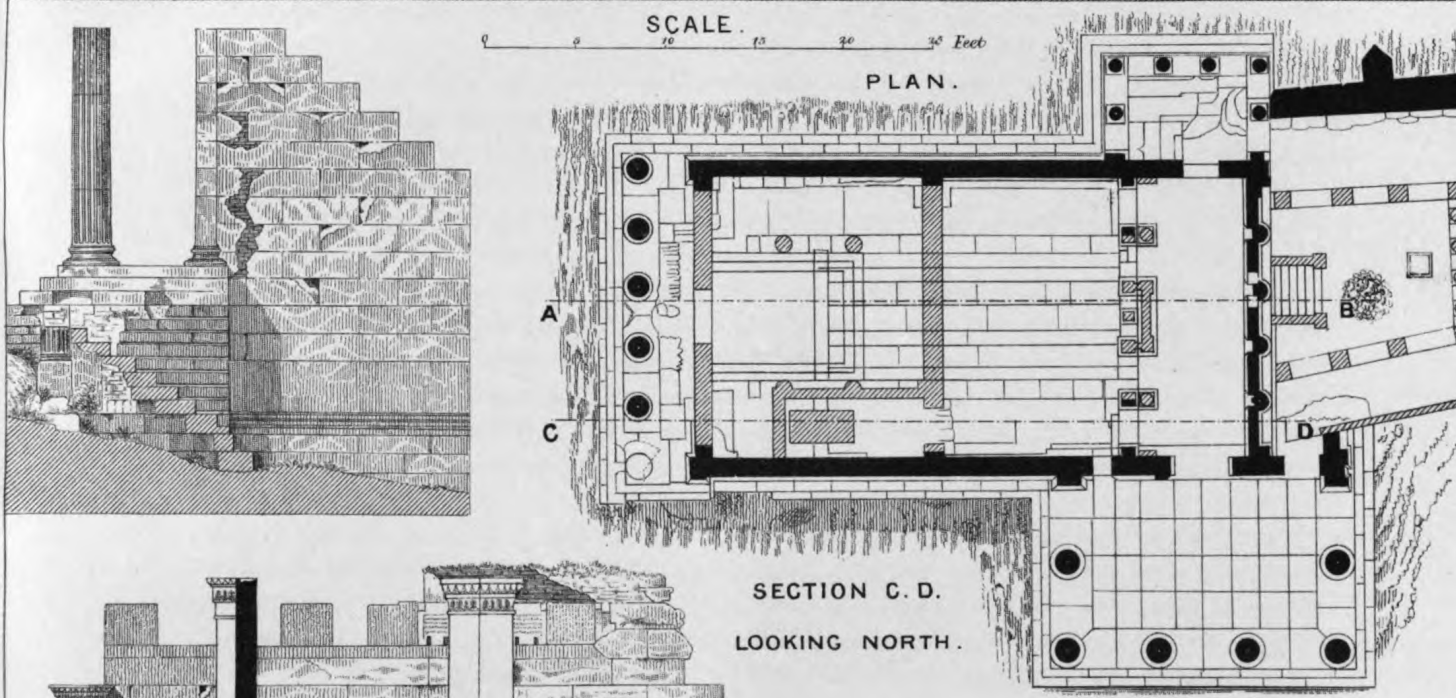 SCALE.
0 5 10 15 20 25 Feet
PLAN.
A
B
C
D
SECTION C. D.
LOOKING NORTH.